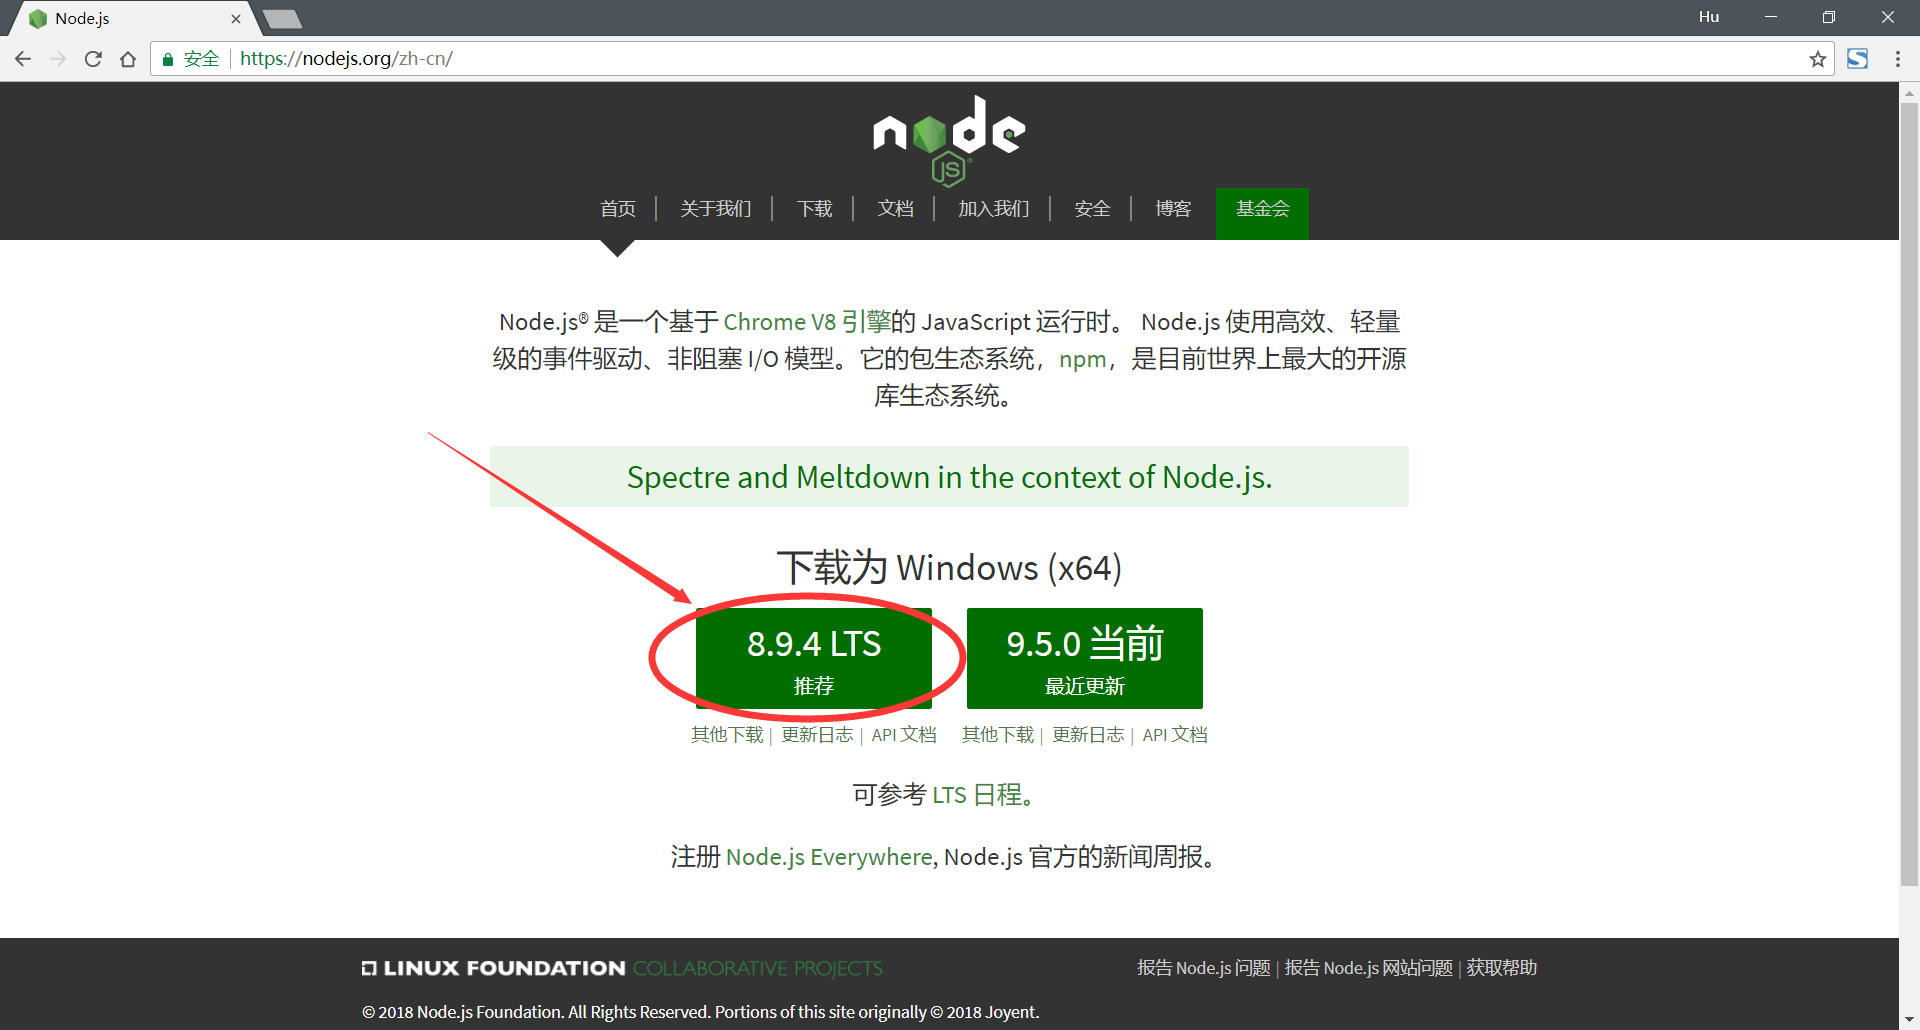 Node.js
Hu
安全 https://nodejs.org/zh-cn/
node
JS
首页 关于我们 下载 文档 加入我们 安全 博客 基金会
Node.js® 是一个基于 Chrome V8 引擎的 JavaScript 运行时。 Node.js 使用高效、轻量
级的事件驱动、非阻塞 I/O 模型。它的包生态系统，npm，是目前世界上最大的开源
库生态系统。
Spectre and Meltdown in the context of Node.js.
下载为 Windows (x64)
8.9.4 LTS
推荐
9.5.0 当前
最近更新
其他下载 | 更新日志 | API 文档
其他下载 | 更新日志 | API 文档
可参考 LTS 日程。
注册 Node.js Everywhere, Node.js 官方的新闻周报。
LINUX FOUNDATION COLLABORATIVE PROJECTS
报告 Node.js 问题 | 报告 Node.js 网站问题 | 获取帮助
© 2018 Node.js Foundation. All Rights Reserved. Portions of this site originally © 2018 Joyent.